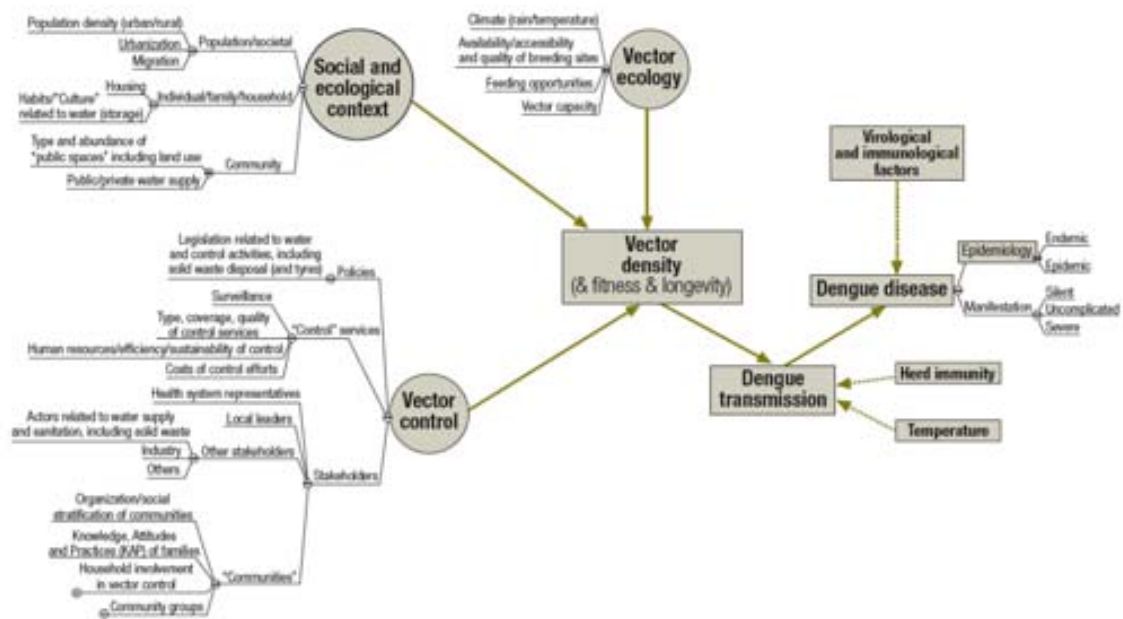 Population density (urban/rural)
Urbanization
Migration
Population/societal
Housing
Habits/"Culture"
related to water (storage)
Individual/family/household
Type and abundance of
"public spaces" including land use
Public/private water supply
Community
Social and
ecological
context
Climate (rain/temperature)
Availability/accessibility
and quality of breeding sites
Feeding opportunities
Vector capacity
Vector
ecology
Virological
and immunological
factors
Legislation related to water
and control activities, including
solid waste disposal (and tyres)
Policies
Surveillance
Type, coverage, quality
of control services
Human resources/efficiency/sustainability of control
Costs of control efforts
"Control" services
Health system representatives
Local leaders
Actors related to water supply
and sanitation, including solid waste
Industry
Others
Other stakeholders
Stakeholders
Organization/social
stratification of communities
Knowledge, Attitudes
and Practices (KAP) of families
Household involvement
in vector control
Community groups
"Communities"
Vector
control
Vector
density
(& fitness & longevity)
Dengue disease
Epidemiology
Endemic
Epidemic
Manifestation
Silent
Uncomplicated
Severe
Dengue
transmission
Herd immunity
Temperature